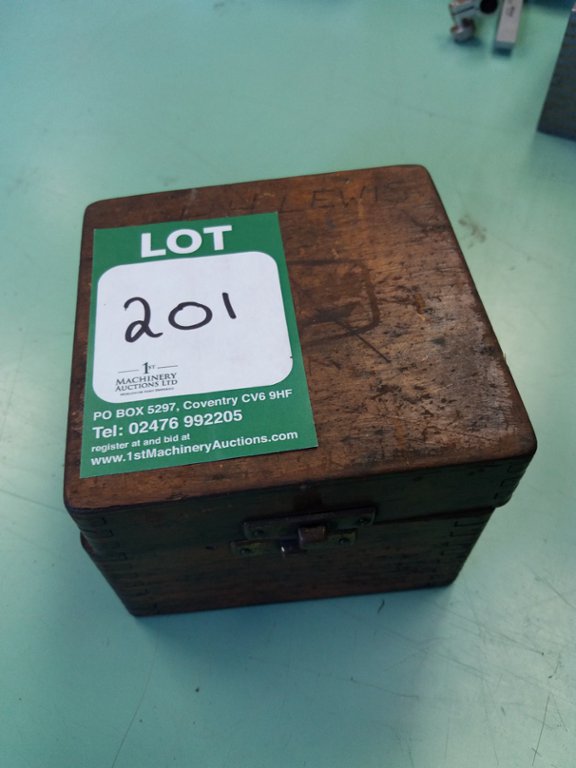 LEWIS
LOT
201
1ST
MACHINERY
AUCTIONS LTD
PO BOX 5297, Coventry CV6 9HF
Tel: 02476 992205
register at and bid at
www.1stMachineryAuctions.com